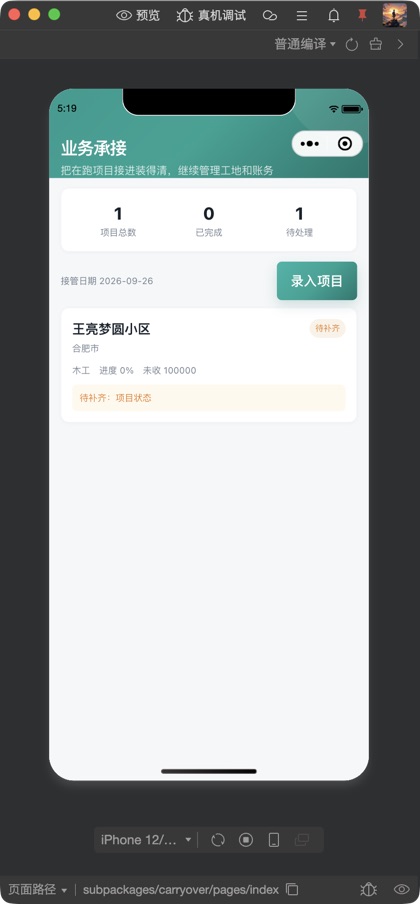 预览 真机调试
普通编译
5:19
业务承接
把在跑项目接进装得清，继续管理工地和账务
1 0 1
项目总数 已完成 待处理
接管日期 2026-09-26 录入项目
王亮梦圆小区 待补齐
合肥市
木工 进度 0% 未收 100000
待补齐：项目状态
iPhone 12/...
页面路径 subpackages/carryover/pages/index